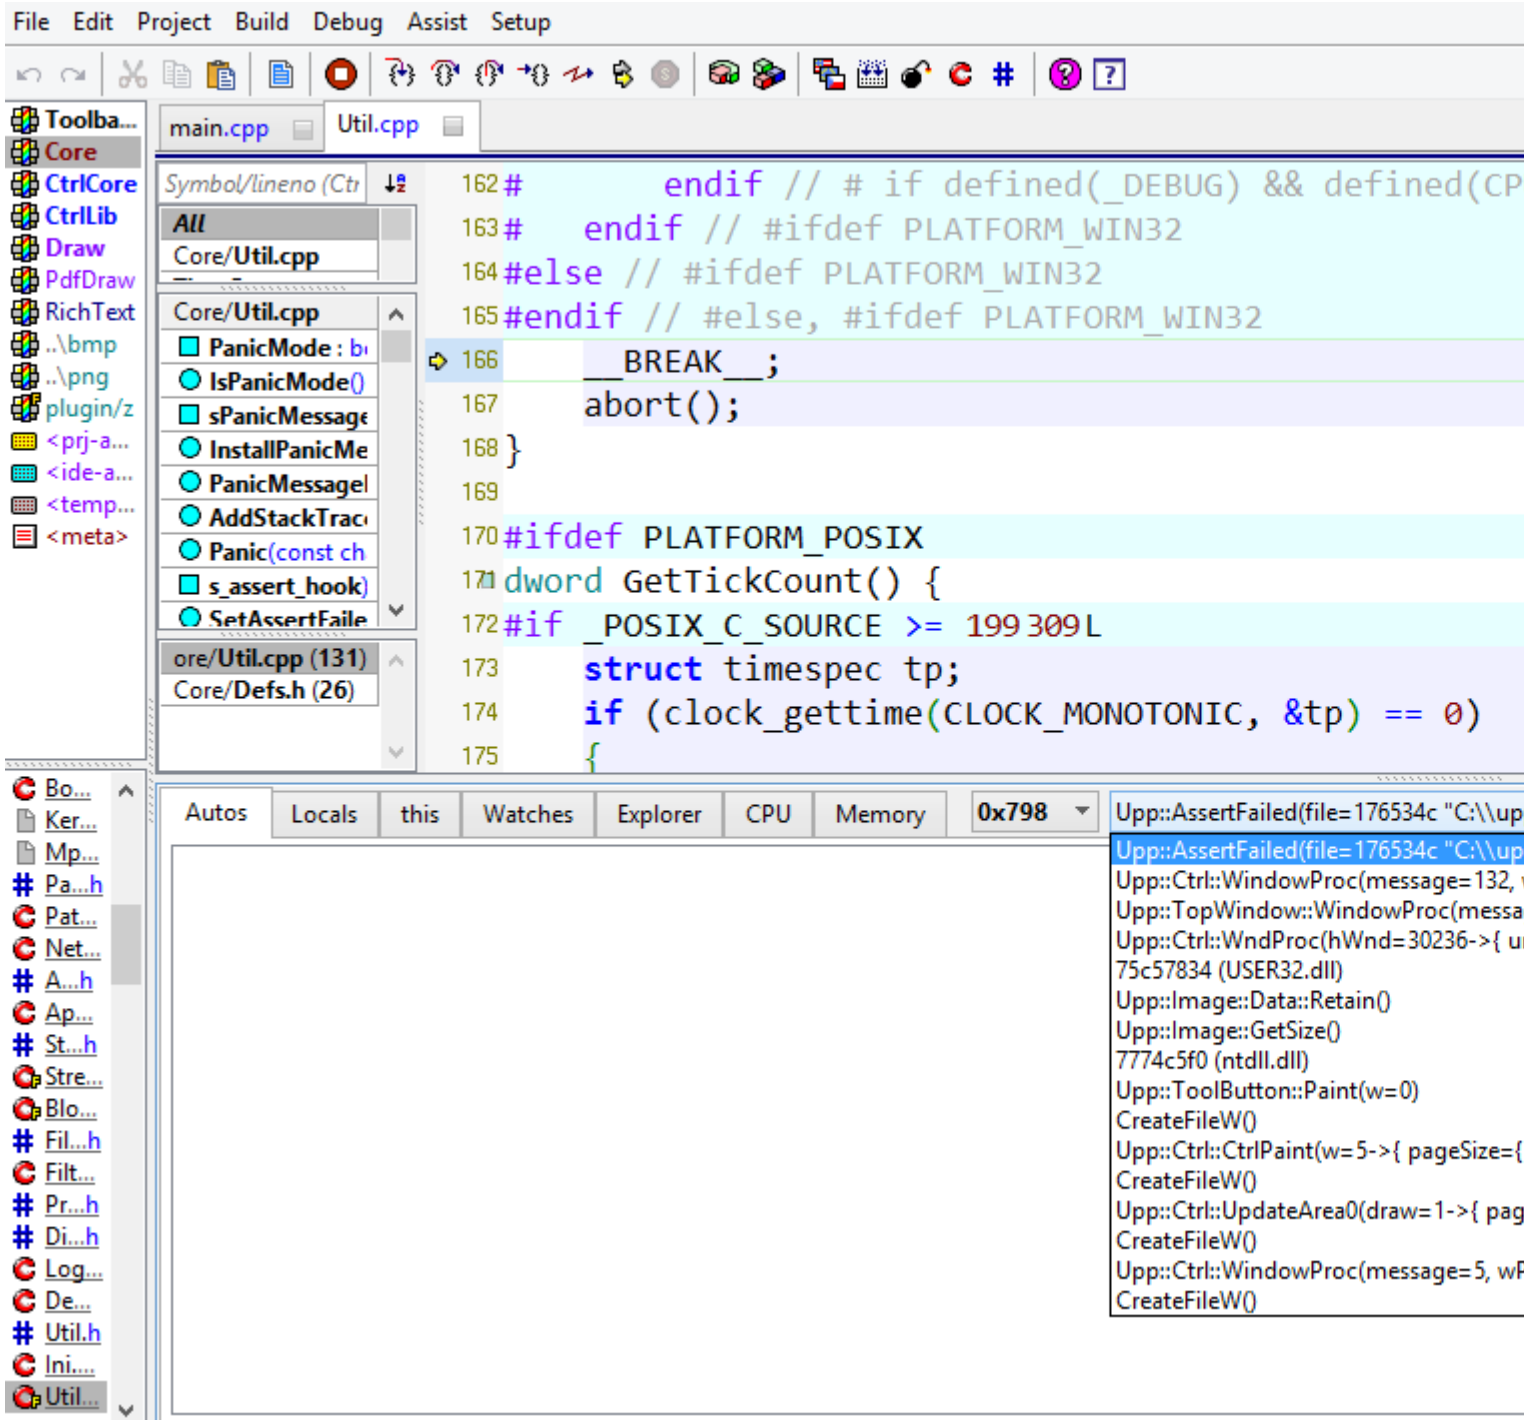 File Edit Project Build Debug Assist Setup
Toolba...
Core
CtrlCore
CtrlLib
Draw
PdfDraw
RichText
..\bmp
..\png
plugin/z
<prj-a...
<ide-a...
<temp...
<meta>
Bo...
Ker...
Mp...
Pa...h
Pat...
Net...
A...h
Ap...
St...h
Stre...
Blo...
Fil...h
Filt...
Pr...h
Di...h
Log...
De...
Util.h
Ini....
Util...
main.cpp Util.cpp
Symbol/lineno (Ctr
All
Core/Util.cpp
Core/Util.cpp
PanicMode : b
IsPanicMode()
sPanicMessage
InstallPanicMe
PanicMessage
AddStackTrac
Panic(const ch
s_assert_hook)
SetAssertFaile
ore/Util.cpp (131)
Core/Defs.h (26)
162 #       endif // # if defined(_DEBUG) && defined(CP
163 #   endif // #ifdef PLATFORM_WIN32
164 #else // #ifdef PLATFORM_WIN32
165 #endif // #else, #ifdef PLATFORM_WIN32
166     __BREAK__;
167     abort();
168 }
169
170 #ifdef PLATFORM_POSIX
171 dword GetTickCount() {
172 #if _POSIX_C_SOURCE >= 199309L
173     struct timespec tp;
174     if (clock_gettime(CLOCK_MONOTONIC, &tp) == 0)
175     {
Autos Locals this Watches Explorer CPU Memory 0x798 Upp::AssertFailed(file=176534c "C:\\up
Upp::AssertFailed(file=176534c "C:\\up
Upp::Ctrl::WindowProc(message=132,
Upp::TopWindow::WindowProc(messa
Upp::Ctrl::WndProc(hWnd=30236->{ u
75c57834 (USER32.dll)
Upp::Image::Data::Retain()
Upp::Image::GetSize()
7774c5f0 (ntdll.dll)
Upp::ToolButton::Paint(w=0)
CreateFileW()
Upp::Ctrl::CtrlPaint(w=5->{ pageSize={
CreateFileW()
Upp::Ctrl::UpdateArea0(draw=1->{ pag
CreateFileW()
Upp::Ctrl::WindowProc(message=5, wP
CreateFileW()